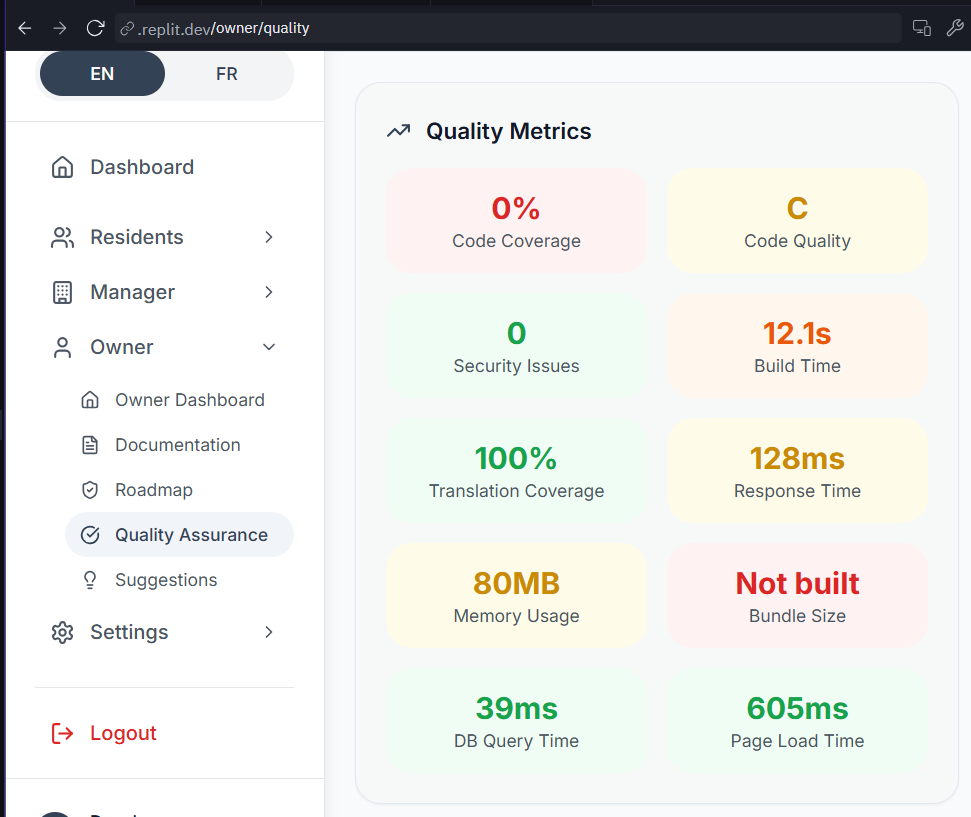 .replit.dev/owner/quality
EN
FR
Dashboard
Residents
Manager
Owner
Owner Dashboard
Documentation
Roadmap
Quality Assurance
Suggestions
Settings
Logout
Quality Metrics
0%
Code Coverage
C
Code Quality
0
Security Issues
12.1s
Build Time
100%
Translation Coverage
128ms
Response Time
80MB
Memory Usage
Not built
Bundle Size
39ms
DB Query Time
605ms
Page Load Time